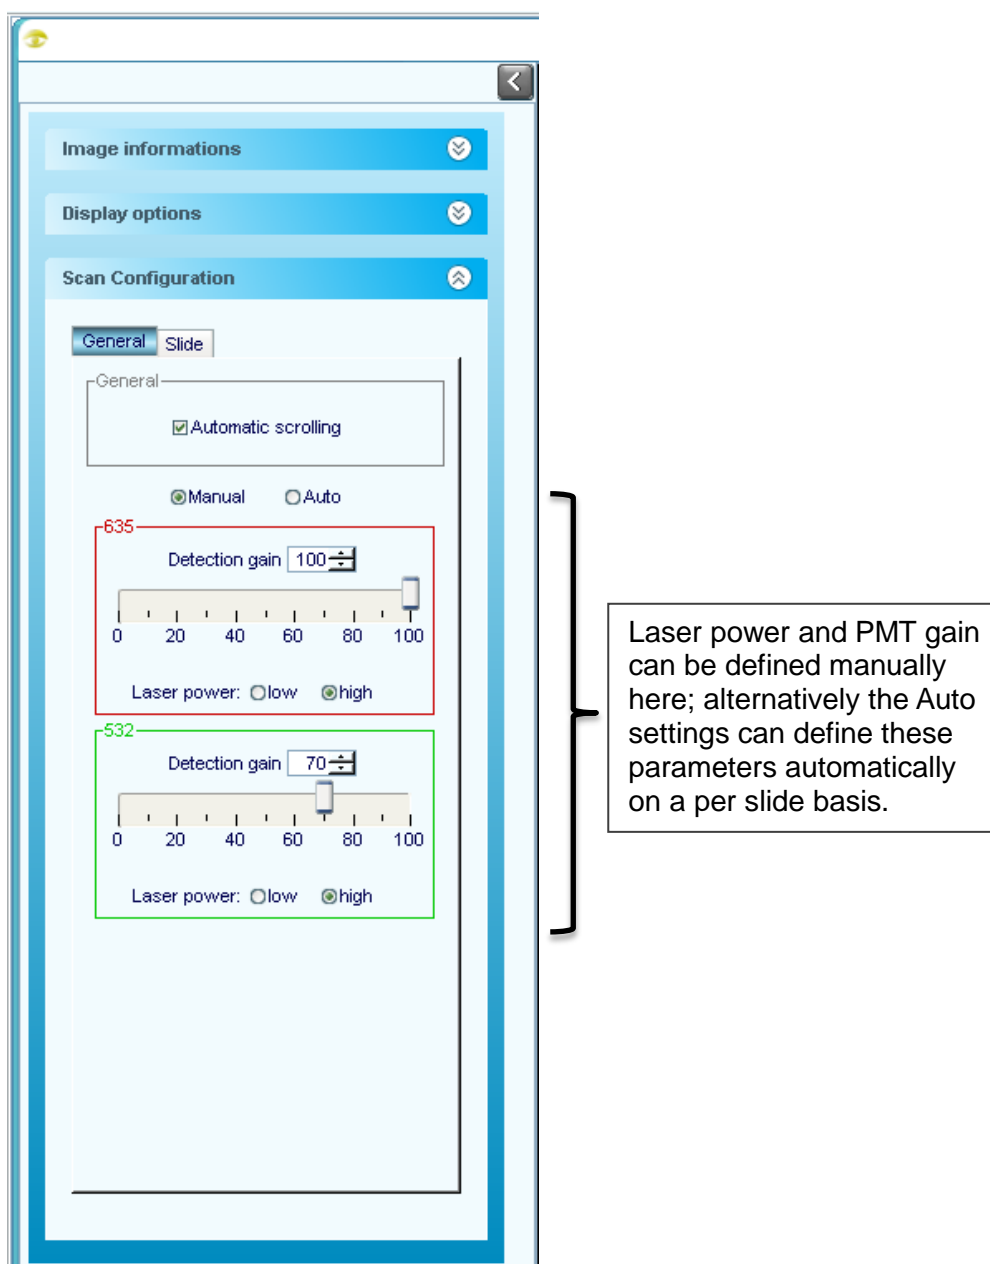 Image informations
Display options
Scan Configuration
General Slide
General
Automatic scrolling
Manual Auto
635
Detection gain 100
0 20 40 60 80 100
Laser power: low high
532
Detection gain 70
0 20 40 60 80 100
Laser power: low high
Laser power and PMT gain
can be defined manually
here; alternatively the Auto
settings can define these
parameters automatically
on a per slide basis.